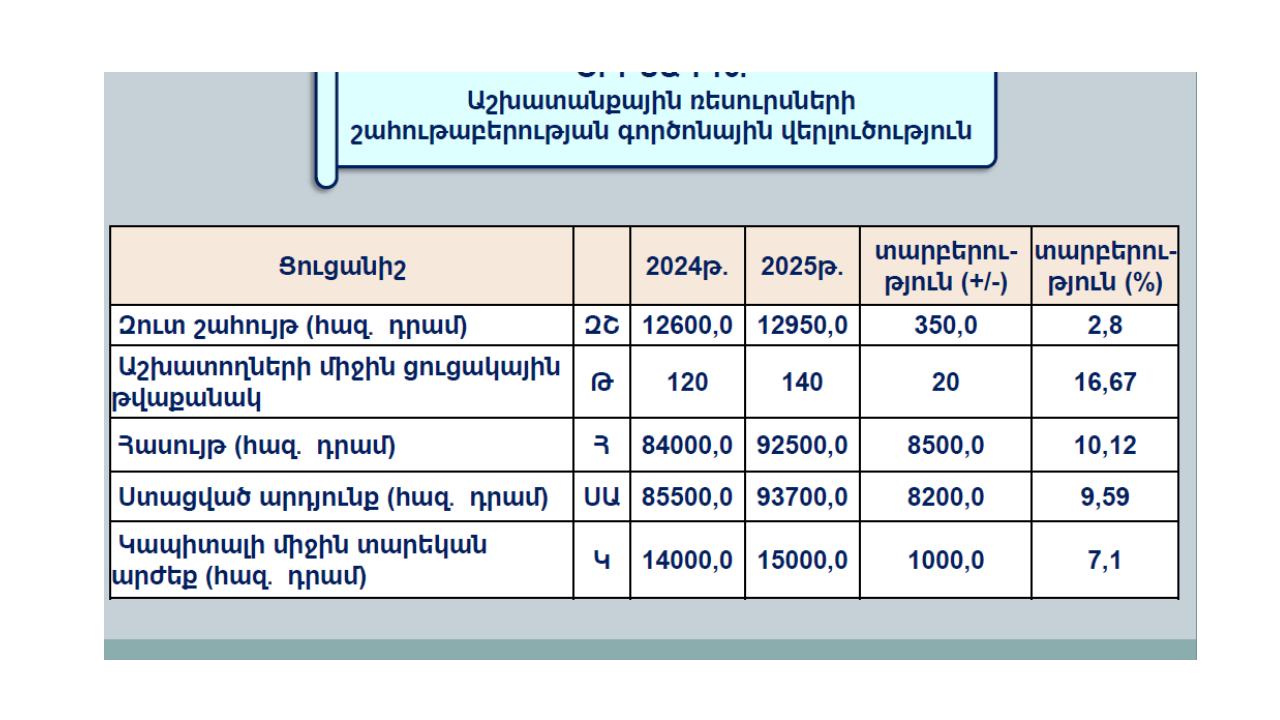 Աշխատանքային ռեսուրսների
շահութաբերության գործոնային վերլուծություն
Ցուցանիշ 2024թ. 2025թ. տարբերու- տարբերու-
թյուն (+/-) թյուն (%)
Զուտ շահույթ (հազ. դրամ) ԶՇ 12600,0 12950,0 350,0 2,8
Աշխատողների միջին ցուցակային
թվաքանակ Թ 120 140 20 16,67
Հասույթ (հազ. դրամ) Հ 84000,0 92500,0 8500,0 10,12
Ստացված արդյունք (հազ. դրամ) ՍԱ 85500,0 93700,0 8200,0 9,59
Կապիտալի միջին տարեկան
արժեք (հազ. դրամ) Կ 14000,0 15000,0 1000,0 7,1